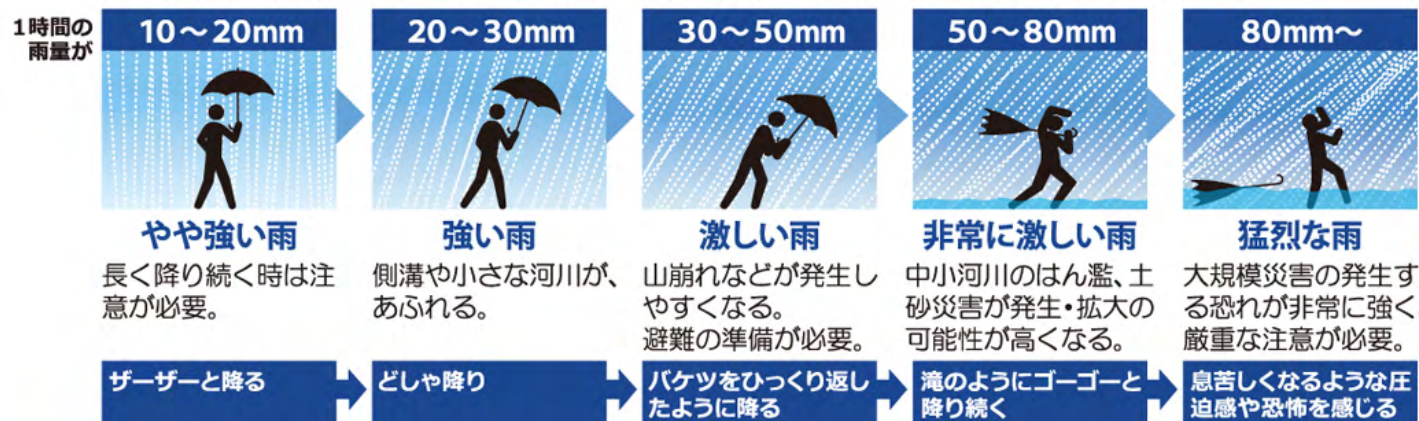 1時間の
雨量が
10～20mm
20～30mm
30～50mm
50～80mm
80mm～
やや強い雨
長く降り続く時は注
意が必要。
強い雨
側溝や小さな河川が、
あふれる。
激しい雨
山崩れなどが発生し
やすくなる。
避難の準備が必要。
非常に激しい雨
中小河川のはん濫、土
砂災害が発生・拡大の
可能性が高くなる。
猛烈な雨
大規模災害の発生す
る恐れが非常に強く
厳重な注意が必要。
ザーザーと降る
どしゃ降り
バケツをひっくり返し
たように降る
滝のようにゴーゴーと
降り続く
息苦しくなるような圧
迫感や恐怖を感じる